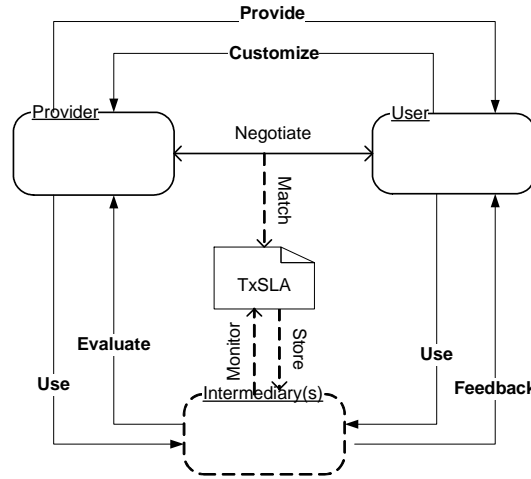 Provide
Customize
Provider
User
Negotiate
Match
TxSLA
Monitor
Store
Evaluate
Use
Use
Feedback
Intermediary(s)